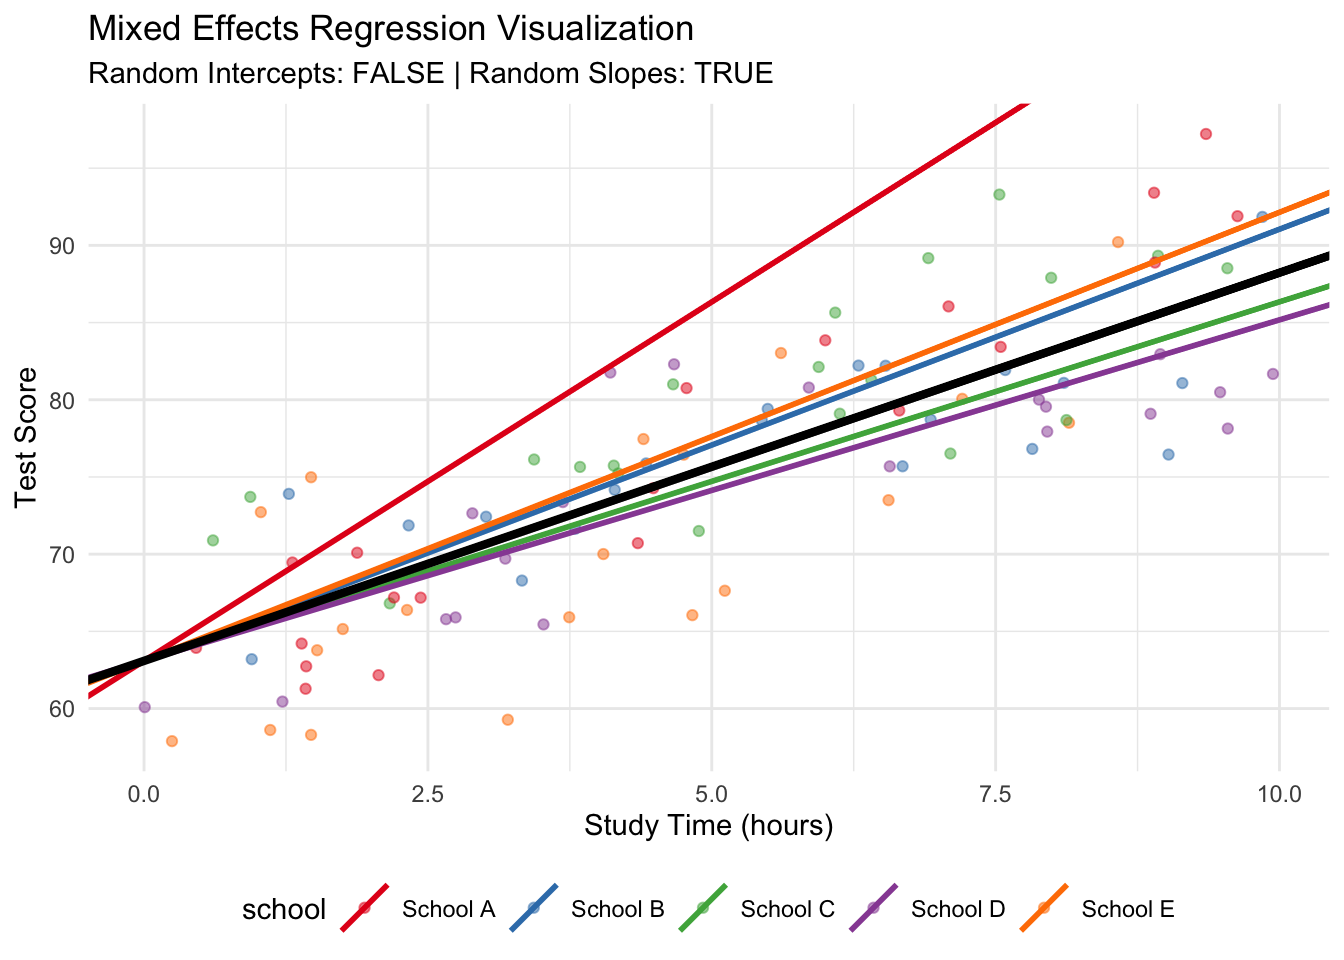 Mixed Effects Regression Visualization
Random Intercepts: FALSE | Random Slopes: TRUE
Test Score
90
80
70
60
0.0 2.5 5.0 7.5 10.0
Study Time (hours)
school School A School B School C School D School E